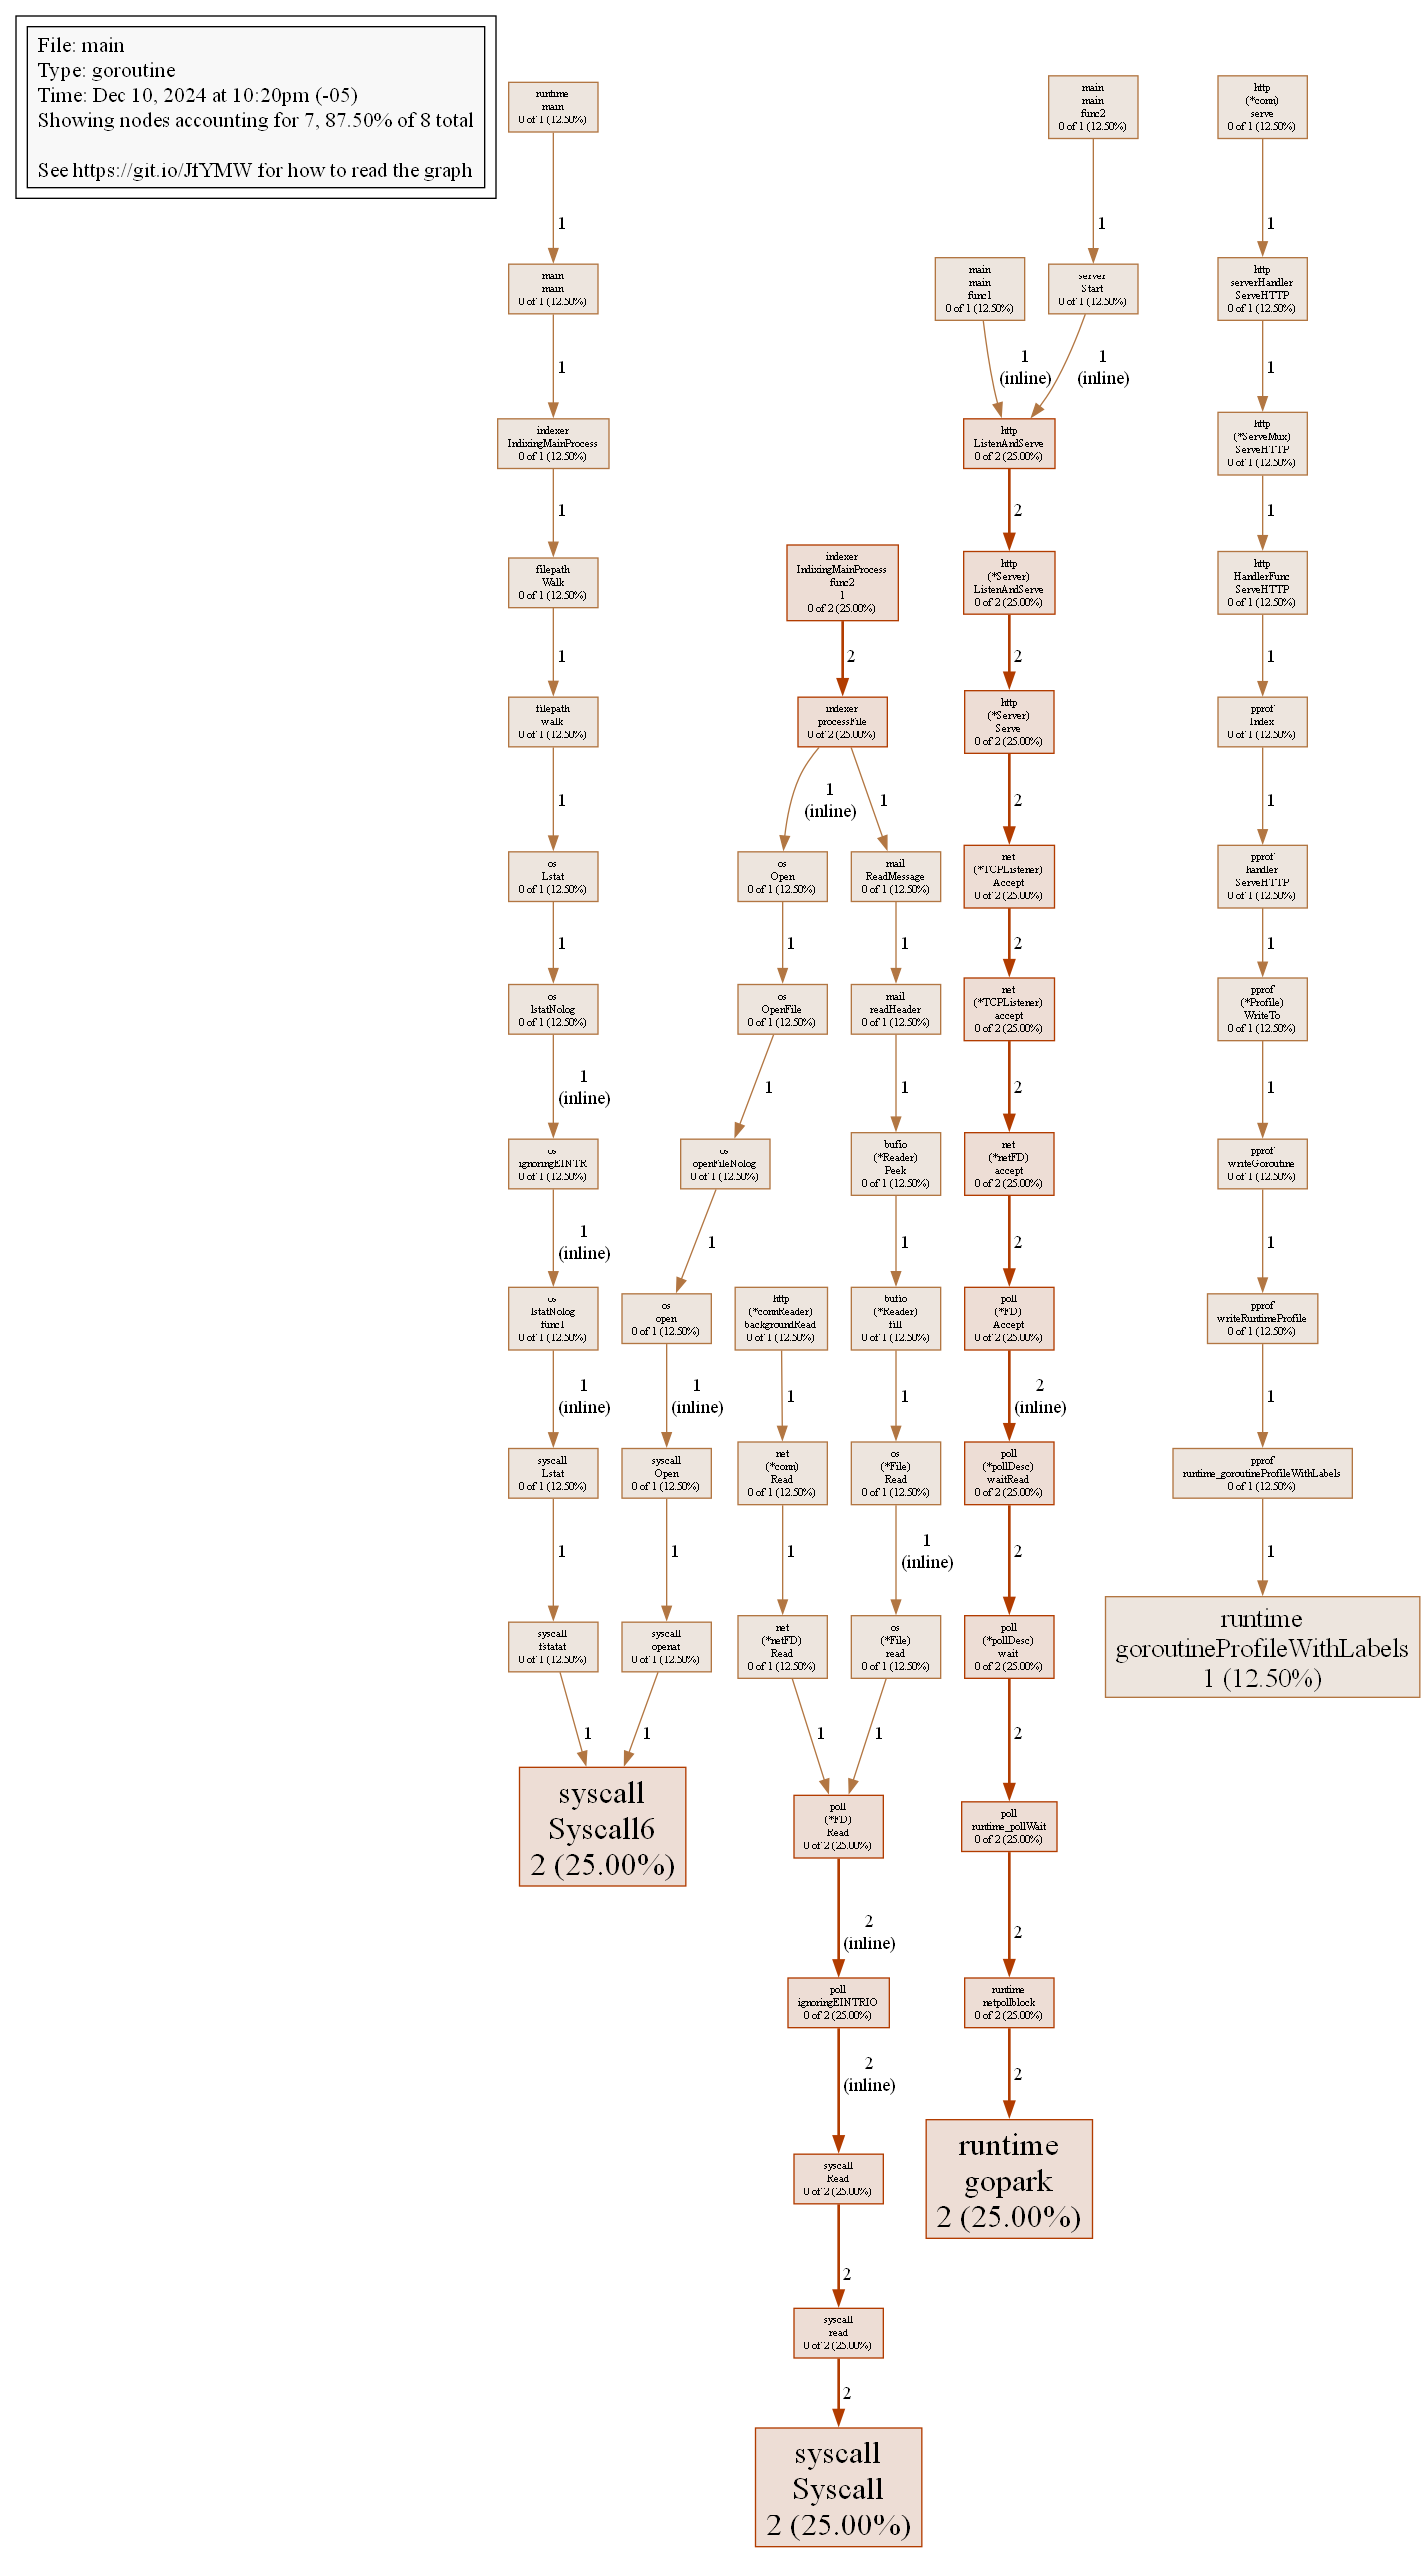 File: main
Type: goroutine
Time: Dec 10, 2024 at 10:20pm (-05)
Showing nodes accounting for 7, 87.50% of 8 total
See https://git.io/JfYMW for how to read the graph
runtime
main
0 of 1 (12.50%)
1
main
main
0 of 1 (12.50%)
1
indexer
IndixingMainProcess
0 of 1 (12.50%)
1
filepath
Walk
0 of 1 (12.50%)
1
filepath
walk
0 of 1 (12.50%)
1
os
Lstat
0 of 1 (12.50%)
1
os
lstatNolog
0 of 1 (12.50%)
1
(inline)
os
ignoringEINTR
0 of 1 (12.50%)
1
(inline)
os
lstatNolog
func1
0 of 1 (12.50%)
1
(inline)
syscall
Lstat
0 of 1 (12.50%)
1
syscall
fstatat
0 of 1 (12.50%)
1
indexer
IndixingMainProcess
func2
1
0 of 2 (25.00%)
2
indexer
processFile
0 of 2 (25.00%)
1
(inline)
1
os
Open
0 of 1 (12.50%)
1
os
OpenFile
0 of 1 (12.50%)
1
os
openFileNolog
0 of 1 (12.50%)
1
os
open
0 of 1 (12.50%)
1
(inline)
syscall
Open
0 of 1 (12.50%)
1
syscall
openat
0 of 1 (12.50%)
1
syscall
Syscall6
2 (25.00%)
mail
ReadMessage
0 of 1 (12.50%)
1
mail
readHeader
0 of 1 (12.50%)
1
bufio
(*Reader)
Peek
0 of 1 (12.50%)
1
bufio
(*Reader)
fill
0 of 1 (12.50%)
1
os
(*File)
Read
0 of 1 (12.50%)
1
(inline)
os
(*File)
read
0 of 1 (12.50%)
1
http
(*connReader)
backgroundRead
0 of 1 (12.50%)
1
net
(*conn)
Read
0 of 1 (12.50%)
1
net
(*netFD)
Read
0 of 1 (12.50%)
1
poll
(*FD)
Read
0 of 2 (25.00%)
2
(inline)
poll
ignoringEINTRIO
0 of 2 (25.00%)
2
(inline)
syscall
Read
0 of 2 (25.00%)
2
syscall
read
0 of 2 (25.00%)
2
syscall
Syscall
2 (25.00%)
main
main
func2
0 of 1 (12.50%)
1
main
main
func1
0 of 1 (12.50%)
server
Start
0 of 1 (12.50%)
1
(inline)
1
(inline)
http
ListenAndServe
0 of 2 (25.00%)
2
http
(*Server)
ListenAndServe
0 of 2 (25.00%)
2
http
(*Server)
Serve
0 of 2 (25.00%)
2
net
(*TCPListener)
Accept
0 of 2 (25.00%)
2
net
(*TCPListener)
accept
0 of 2 (25.00%)
2
net
(*netFD)
accept
0 of 2 (25.00%)
2
poll
(*FD)
Accept
0 of 2 (25.00%)
2
(inline)
poll
(*pollDesc)
waitRead
0 of 2 (25.00%)
2
poll
(*pollDesc)
wait
0 of 2 (25.00%)
2
poll
runtime_pollWait
0 of 2 (25.00%)
2
runtime
netpollblock
0 of 2 (25.00%)
2
runtime
gopark
2 (25.00%)
http
(*conn)
serve
0 of 1 (12.50%)
1
http
serverHandler
ServeHTTP
0 of 1 (12.50%)
1
http
(*ServeMux)
ServeHTTP
0 of 1 (12.50%)
1
http
HandlerFunc
ServeHTTP
0 of 1 (12.50%)
1
pprof
Index
0 of 1 (12.50%)
1
pprof
handler
ServeHTTP
0 of 1 (12.50%)
1
pprof
(*Profile)
WriteTo
0 of 1 (12.50%)
1
pprof
writeGoroutine
0 of 1 (12.50%)
1
pprof
writeRuntimeProfile
0 of 1 (12.50%)
1
pprof
runtime_goroutineProfileWithLabels
0 of 1 (12.50%)
1
runtime
goroutineProfileWithLabels
1 (12.50%)